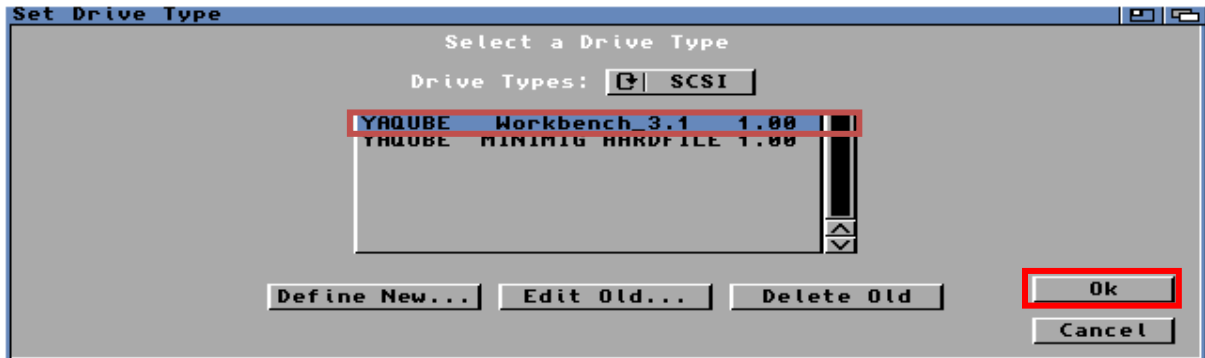 Set Drive Type
Select a Drive Type
Drive Types: SCSI
YAQUBE Workbench_3.1 1.00
YAQUBE MINIMIG HARDFILE 1.00
Define New... Edit Old... Delete Old Ok
Cancel